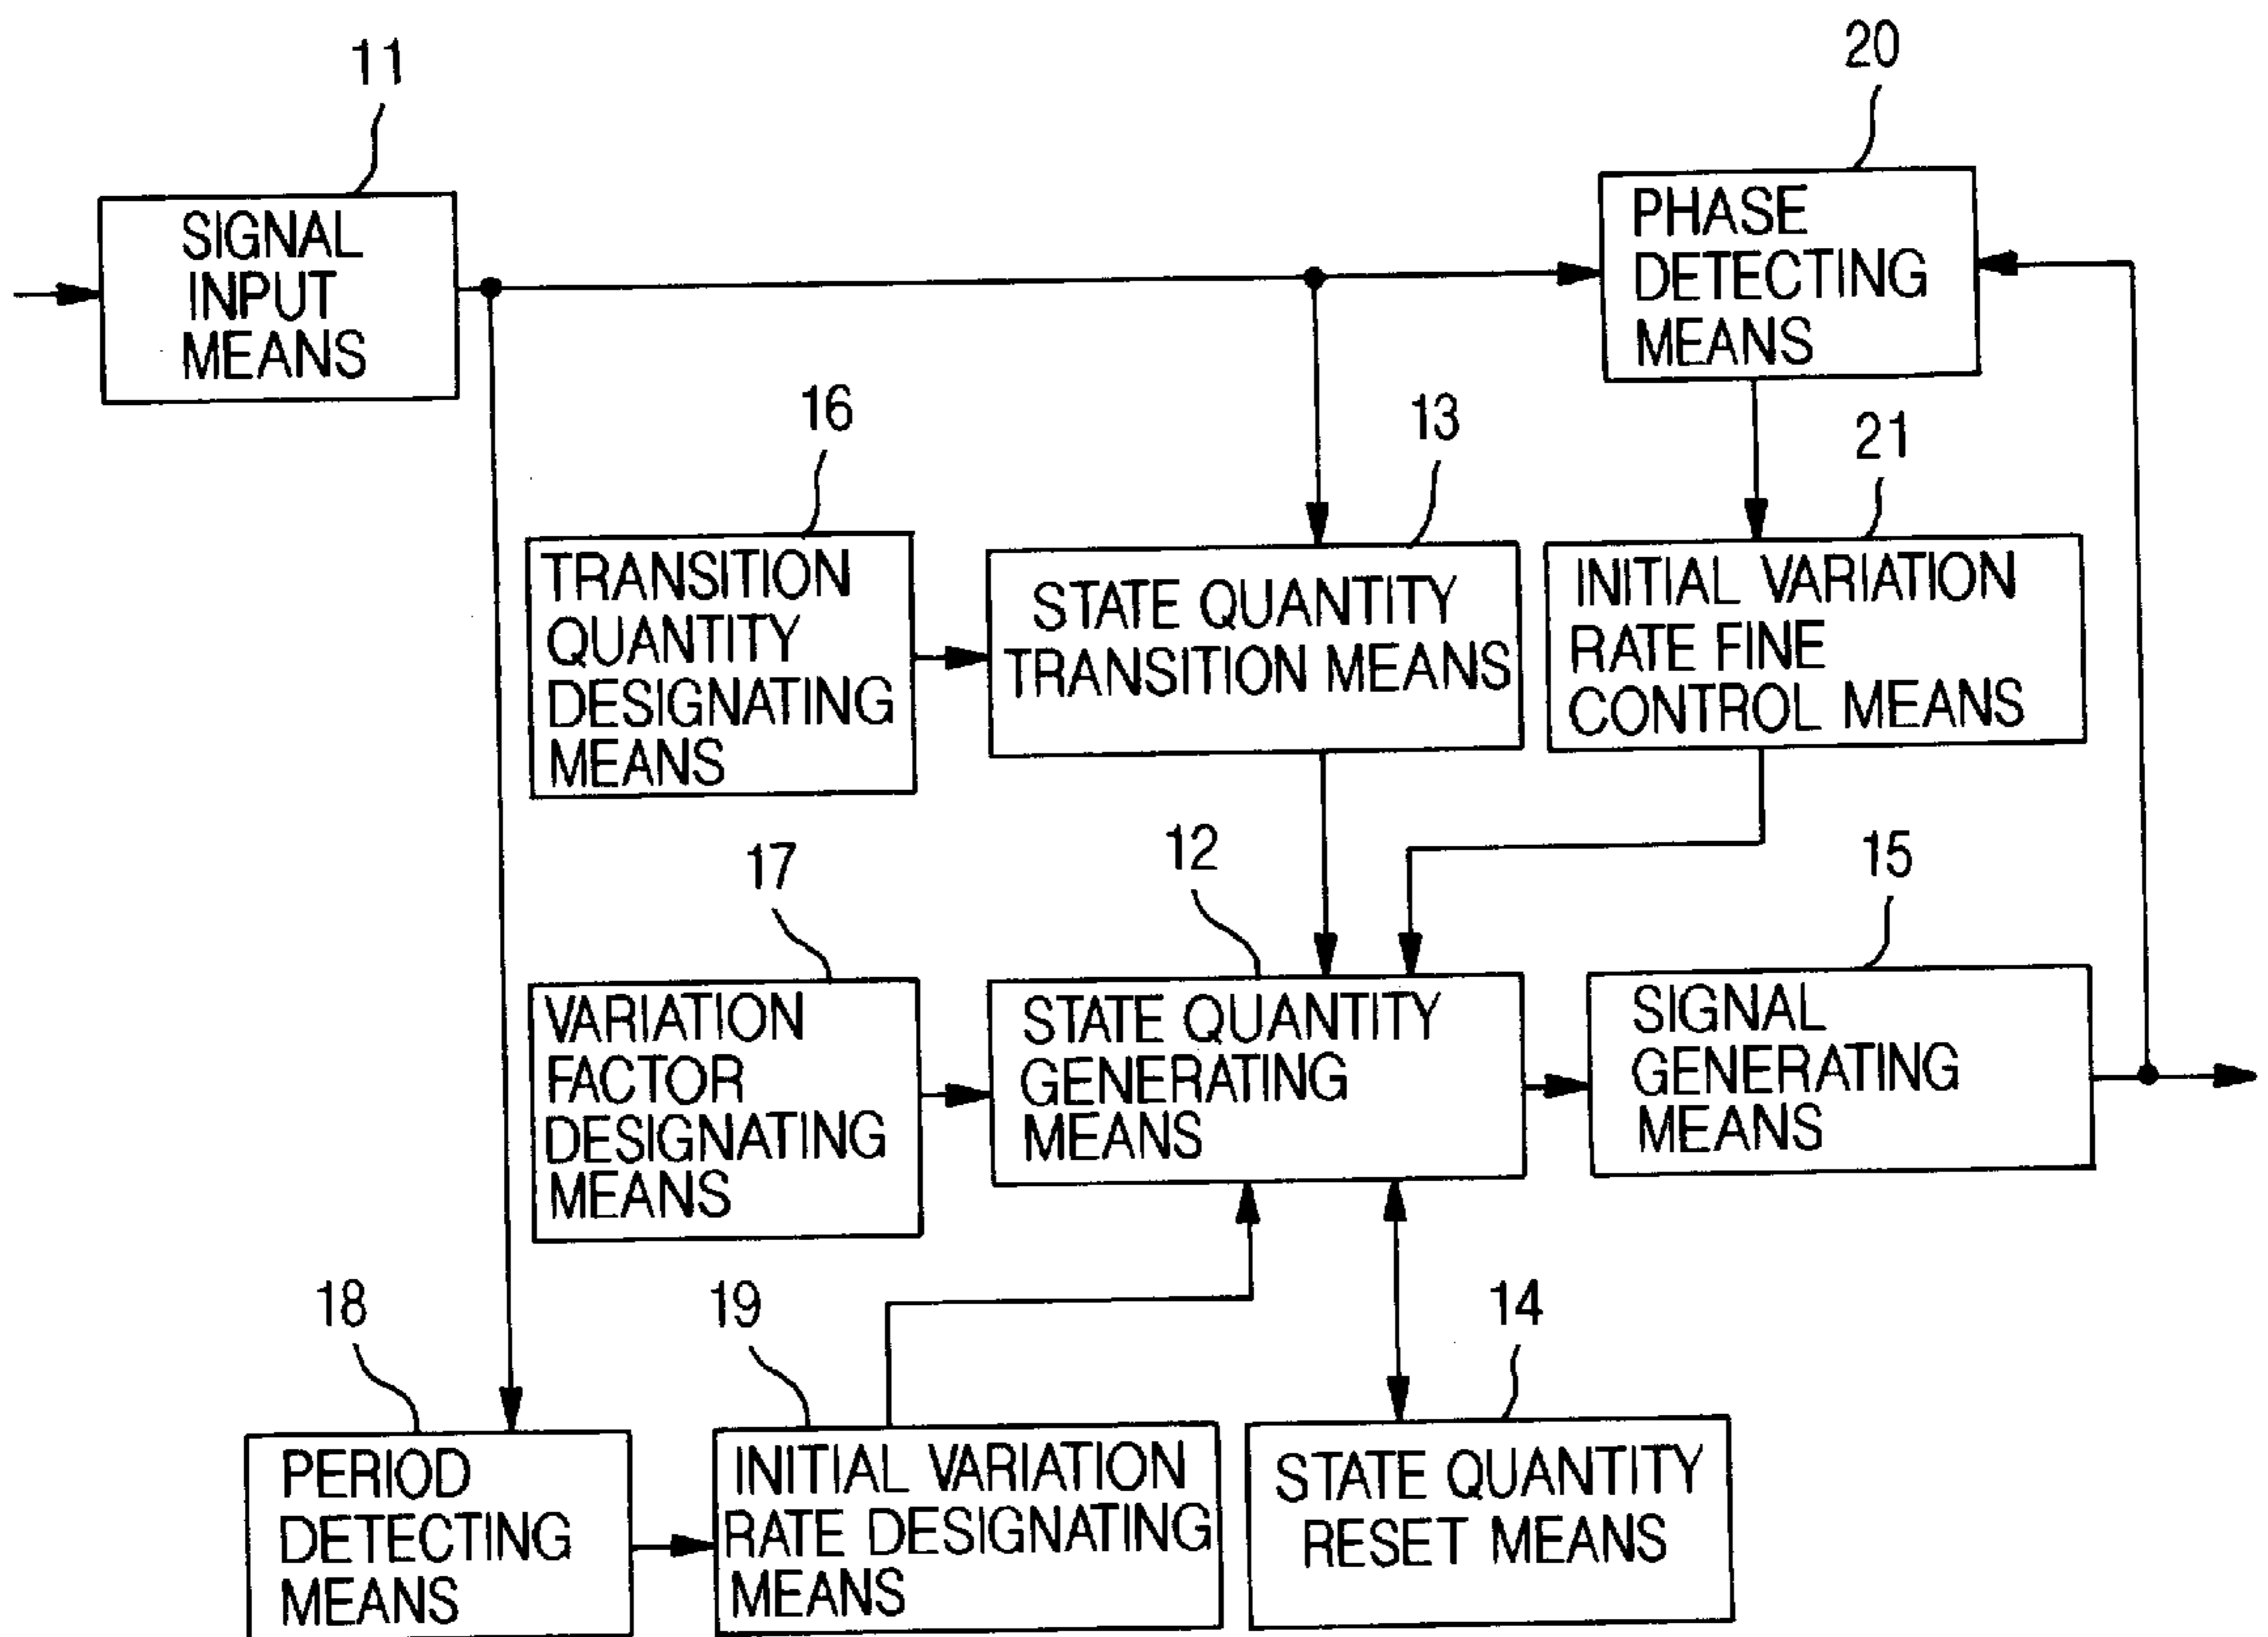 11
SIGNAL
INPUT
MEANS
20
PHASE
DETECTING
MEANS
16
TRANSITION
QUANTITY
DESIGNATING
MEANS
13
STATE QUANTITY
TRANSITION MEANS
21
INITIAL VARIATION
RATE FINE
CONTROL MEANS
17
VARIATION
FACTOR
DESIGNATING
MEANS
12
STATE QUANTITY
GENERATING
MEANS
15
SIGNAL
GENERATING
MEANS
18
PERIOD
DETECTING
MEANS
19
INITIAL VARIATION
RATE DESIGNATING
MEANS
14
STATE QUANTITY
RESET MEANS